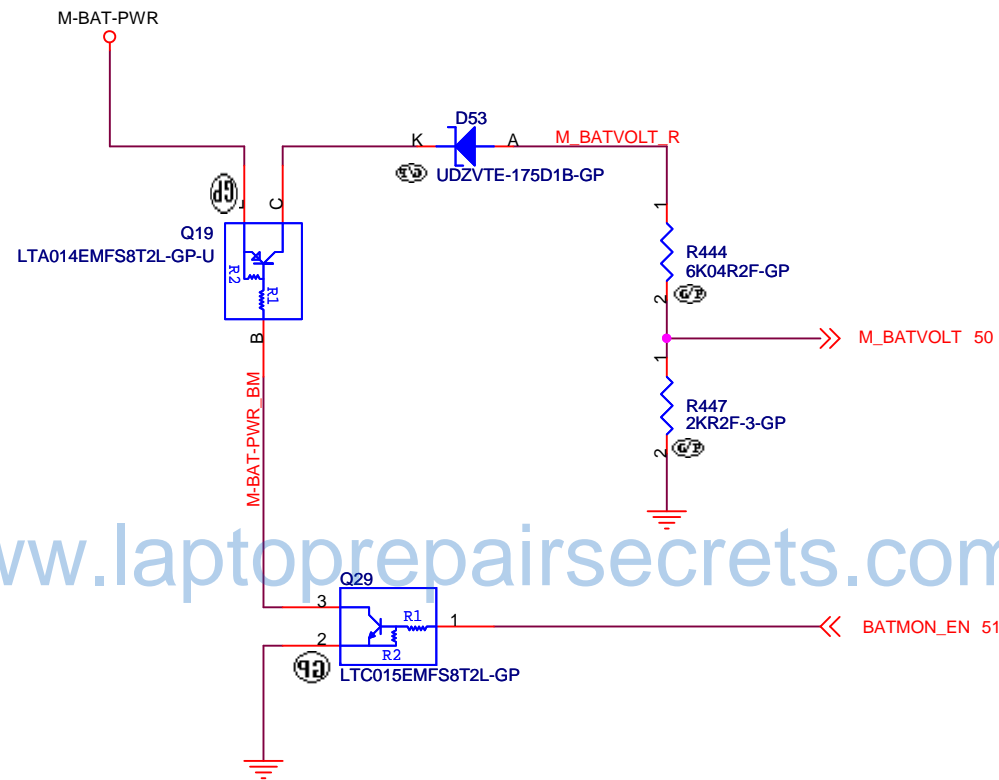 M-BAT-PWR
D53
K
A
M_BATVOLT_R
UDZVTE-175D1B-GP
C
Q19
LTA014EMFS8T2L-GP-U
R2
R1
B
1
R444
6K04R2F-GP
2
G/P
M_BATVOLT 50
1
R447
2KR2F-3-GP
2
G/P
M-BAT-PWR_BM
www.laptoprepairsecrets.com
Q29
3
R1
1
2
R2
BATMON_EN 51
GP
LTC015EMFS8T2L-GP